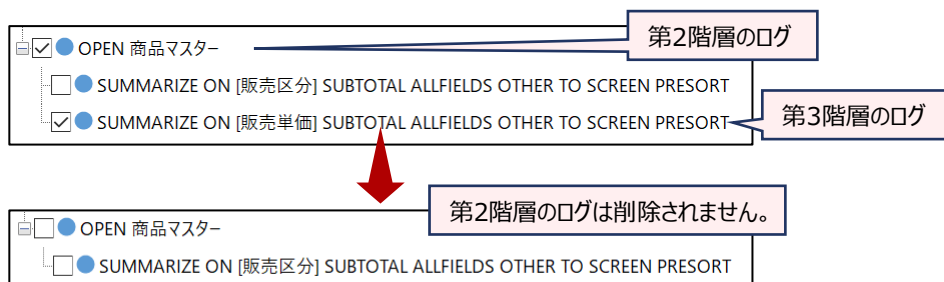 OPEN 商品マスター
第2階層のログ
SUMMARIZE ON [販売区分] SUBTOTAL ALLFIELDS OTHER TO SCREEN PRESORT
SUMMARIZE ON [販売単価] SUBTOTAL ALLFIELDS OTHER TO SCREEN PRESORT
第3階層のログ
第2階層のログは削除されません。
OPEN 商品マスター
SUMMARIZE ON [販売区分] SUBTOTAL ALLFIELDS OTHER TO SCREEN PRESORT